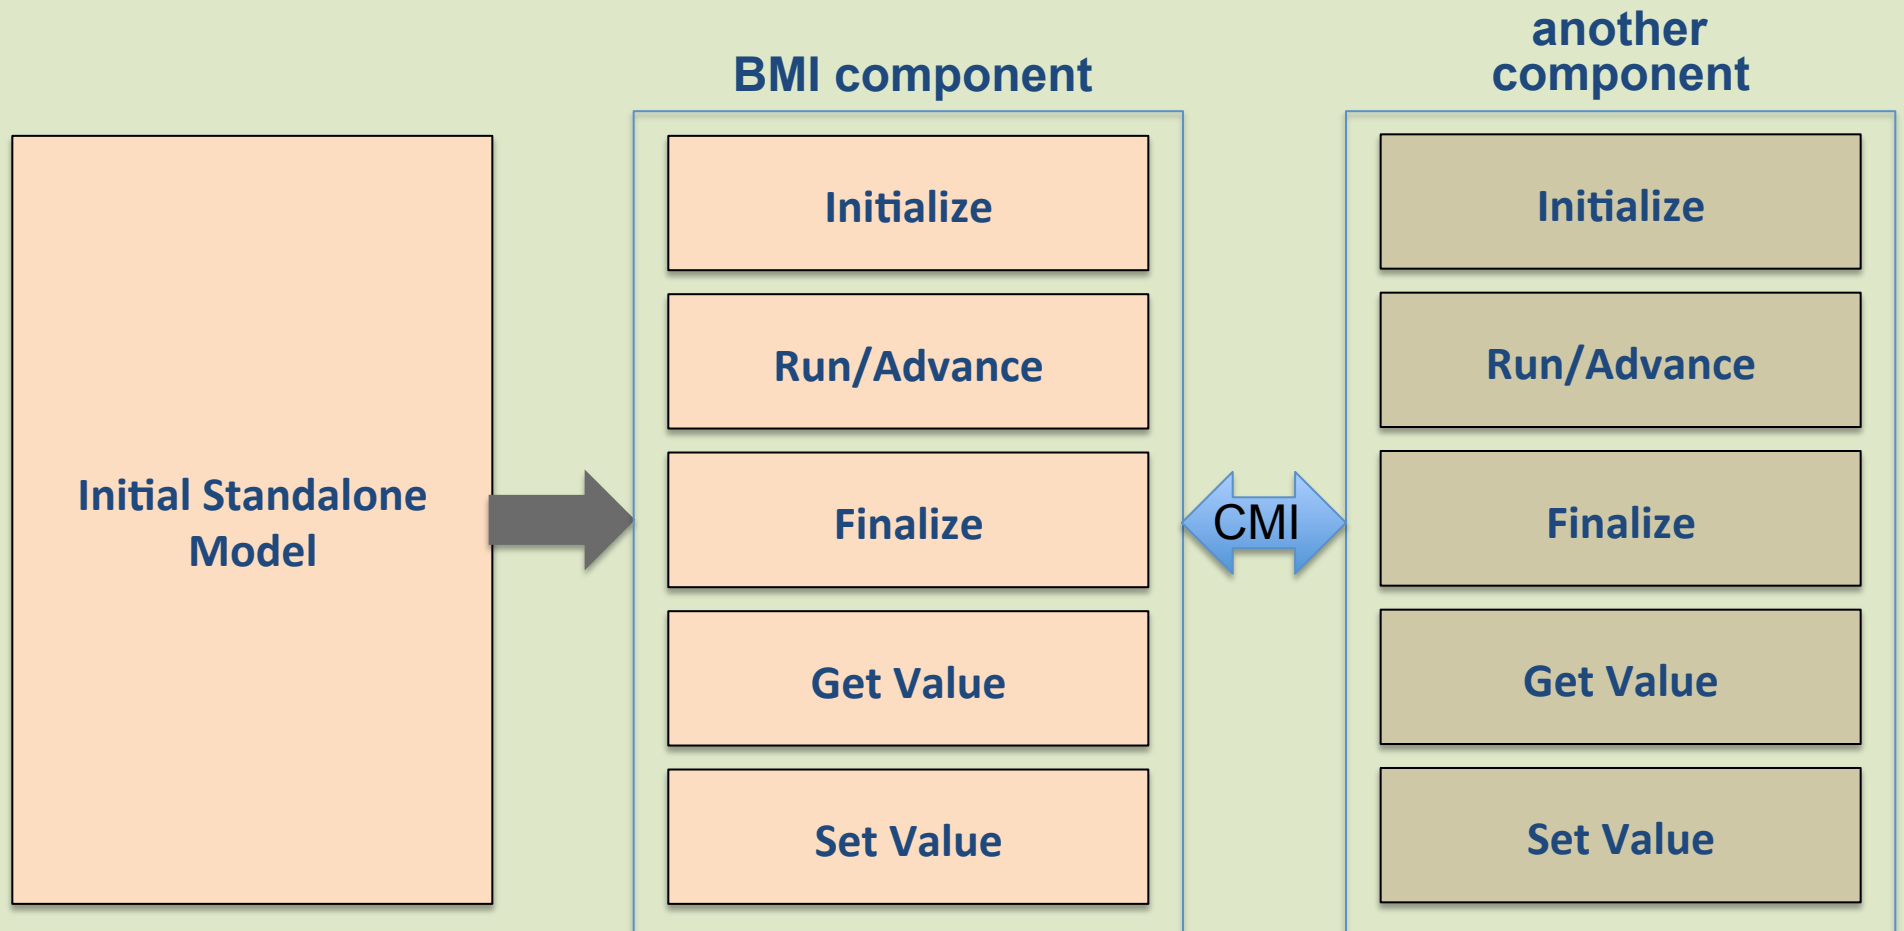 Initial Standalone
Model
BMI component
Initialize
Run/Advance
Finalize
Get Value
Set Value
CMI
another
component
Initialize
Run/Advance
Finalize
Get Value
Set Value